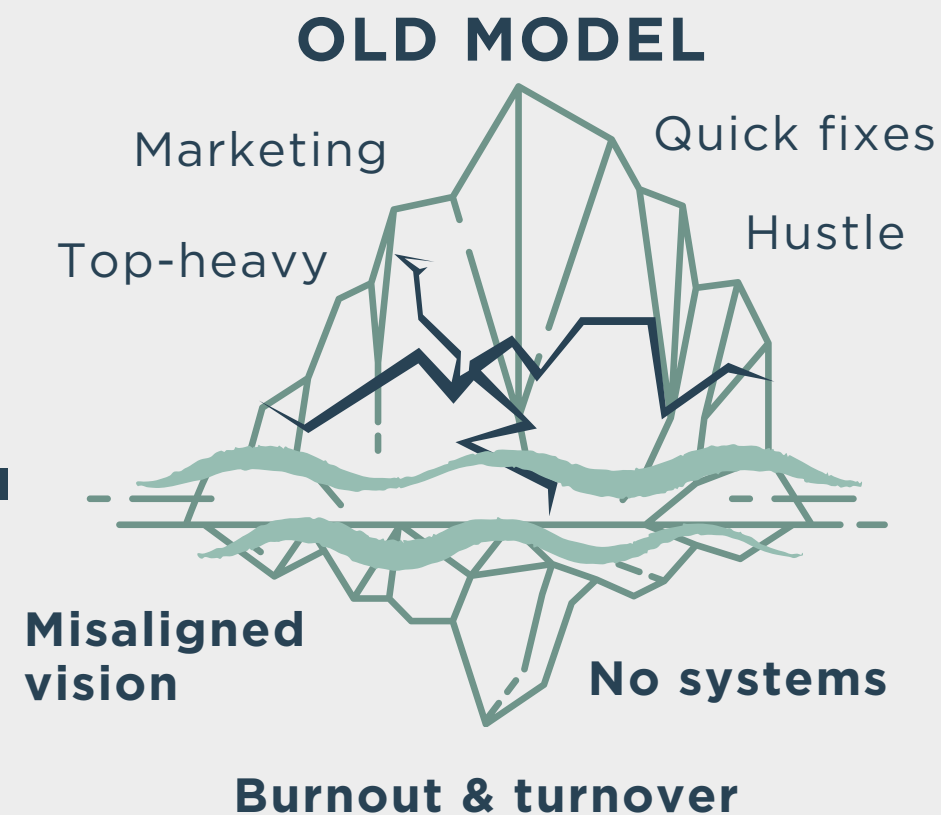 OLD MODEL
Marketing
Quick fixes
Top-heavy
Hustle
Misaligned
vision
No systems
Burnout & turnover